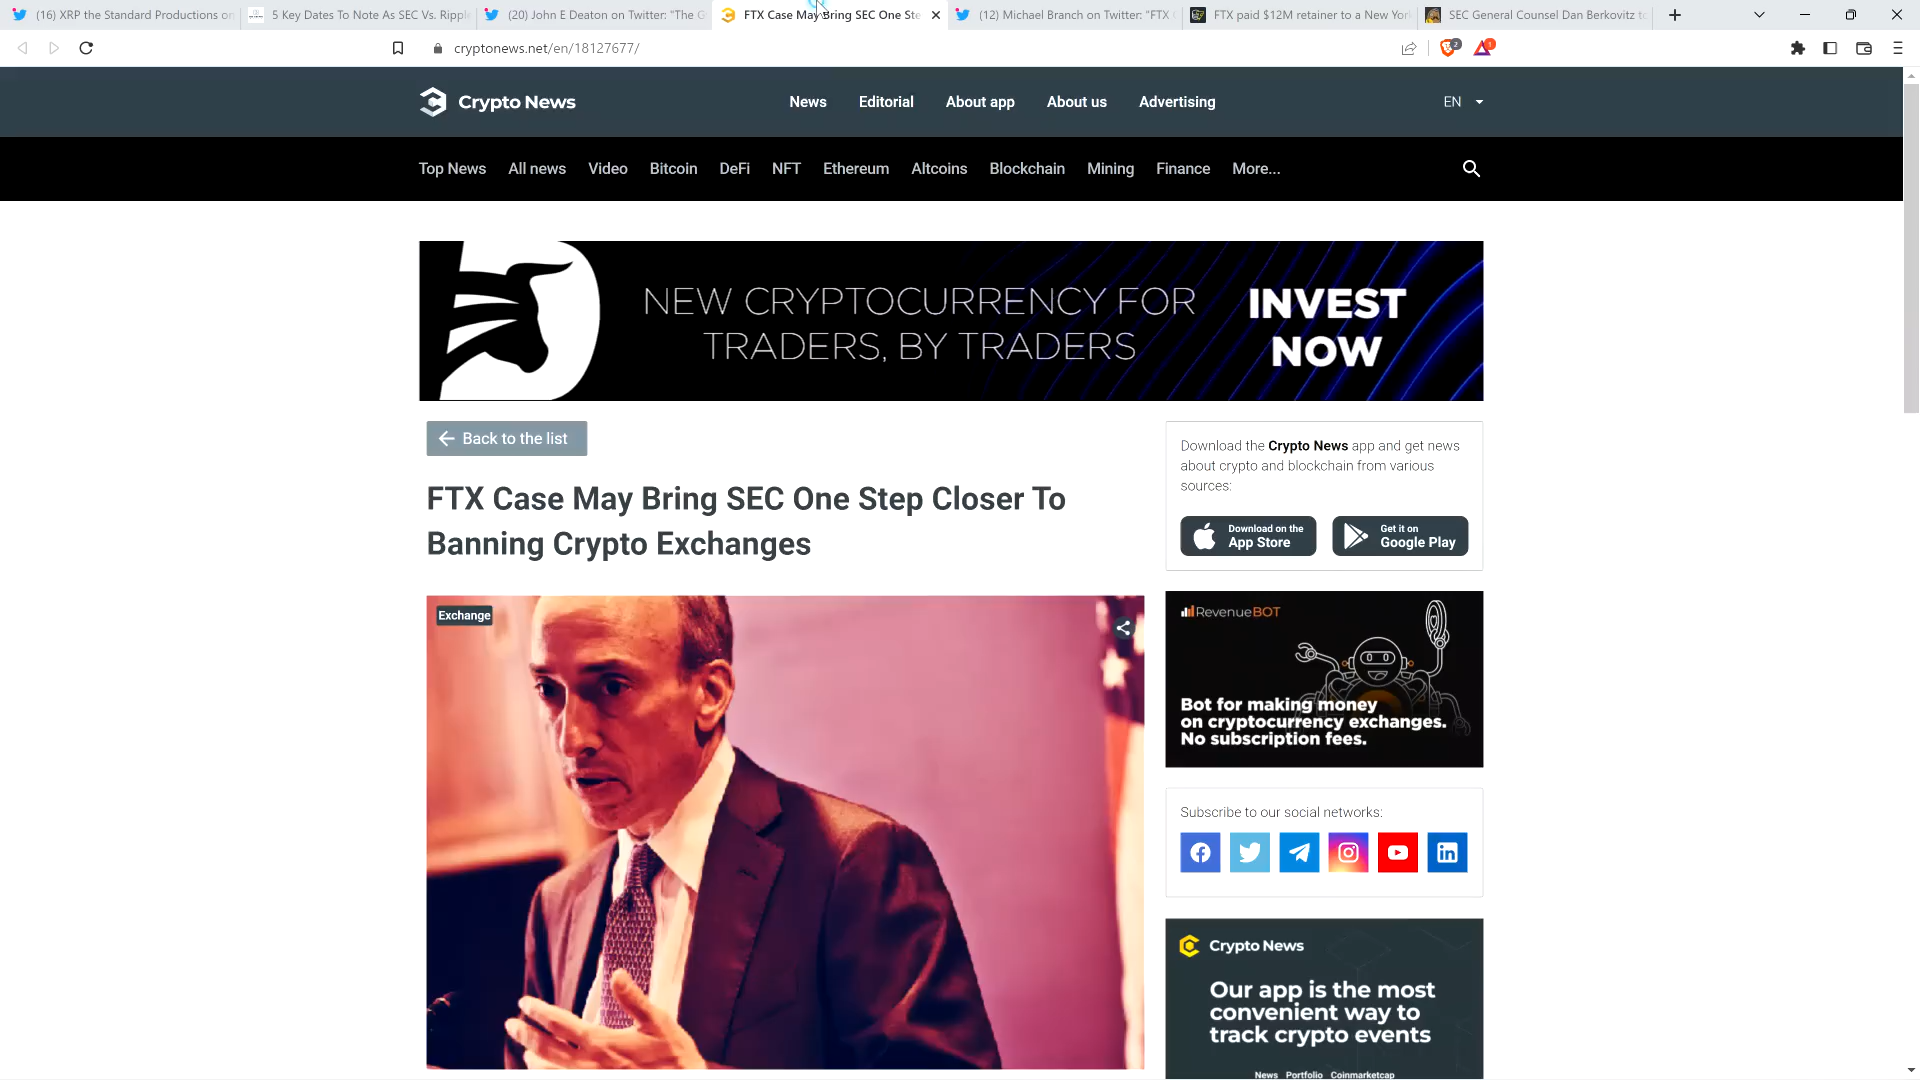 (16) XRP the Standard Productions on
5 Key Dates To Note As SEC Vs. Ripple
(20) John E Deaton on Twitter: "The G
FTX Case May Bring SEC One Ste
(12) Michael Branch on Twitter: "FTX
FTX paid $12M retainer to a New York
SEC General Counsel Dan Berkovitz to
cryptonews.net/en/18127677/
2
1
Crypto News
News
Editorial
About app
About us
Advertising
EN
Top News
All news
Video
Bitcoin
DeFi
NFT
Ethereum
Altcoins
Blockchain
Mining
Finance
More...
NEW CRYPTOCURRENCY FOR
TRADERS, BY TRADERS
INVEST
NOW
Back to the list
FTX Case May Bring SEC One Step Closer To
Banning Crypto Exchanges
Exchange
Download the Crypto News app and get news
about crypto and blockchain from various
sources:
Download on the
App Store
Get it on
Google Play
RevenueBOT
Bot for making money
on cryptocurrency exchanges.
No subscription fees.
Subscribe to our social networks:
Crypto News
Our app is the most
convenient way to
track crypto events
News Portfolio Coinmarketcap